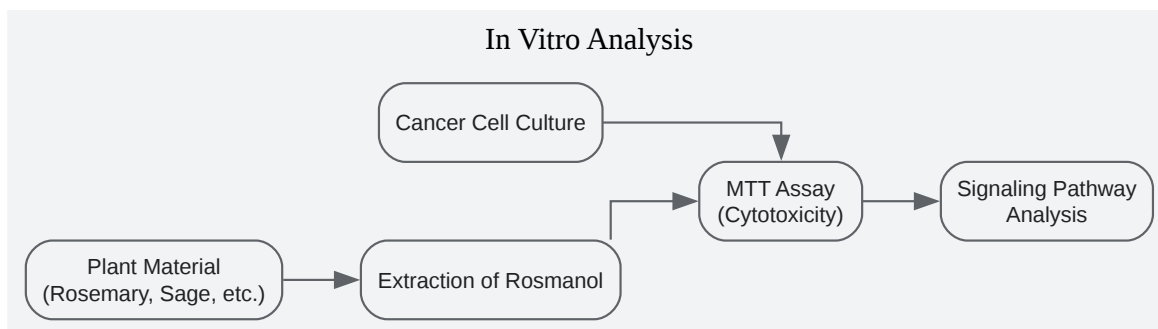 In Vitro Analysis
Cancer Cell Culture
MTT Assay
(Cytotoxicity)
Signaling Pathway
Analysis
Plant Material
(Rosemary, Sage, etc.)
Extraction of Rosmanol